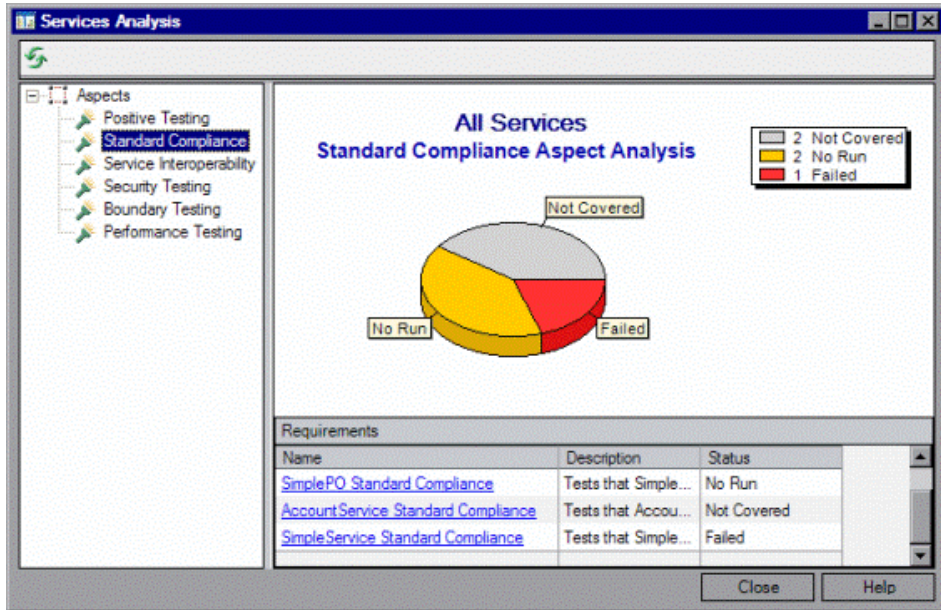 Services Analysis
Aspects
Positive Testing
Standard Compliance
Service Interoperability
Security Testing
Boundary Testing
Performance Testing
All Services
Standard Compliance Aspect Analysis
2 Not Covered
2 No Run
1 Failed
Not Covered
No Run
Failed
Requirements
Name Description Status
SimplePO Standard Compliance Tests that Simple... No Run
AccountService Standard Compliance Tests that Accou... Not Covered
SimpleService Standard Compliance Tests that Simple... Failed
Close Help